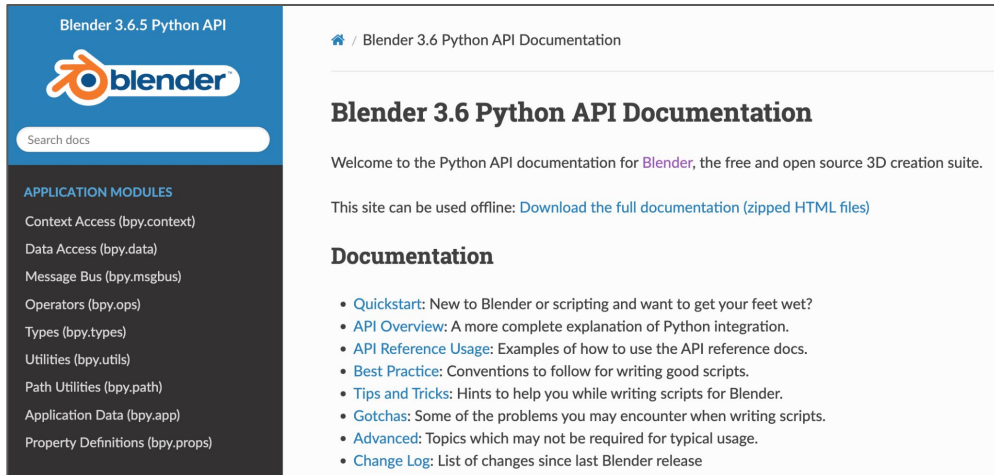 Blender 3.6.5 Python API
blender™
Search docs
APPLICATION MODULES
Context Access (bpy.context)
Data Access (bpy.data)
Message Bus (bpy.msgbus)
Operators (bpy.ops)
Types (bpy.types)
Utilities (bpy.utils)
Path Utilities (bpy.path)
Application Data (bpy.app)
Property Definitions (bpy.props)
/ Blender 3.6 Python API Documentation
Blender 3.6 Python API Documentation
Welcome to the Python API documentation for Blender, the free and open source 3D creation suite.
This site can be used offline: Download the full documentation (zipped HTML files)
Documentation
• Quickstart: New to Blender or scripting and want to get your feet wet?
• API Overview: A more complete explanation of Python integration.
• API Reference Usage: Examples of how to use the API reference docs.
• Best Practice: Conventions to follow for writing good scripts.
• Tips and Tricks: Hints to help you while writing scripts for Blender.
• Gotchas: Some of the problems you may encounter when writing scripts.
• Advanced: Topics which may not be required for typical usage.
• Change Log: List of changes since last Blender release